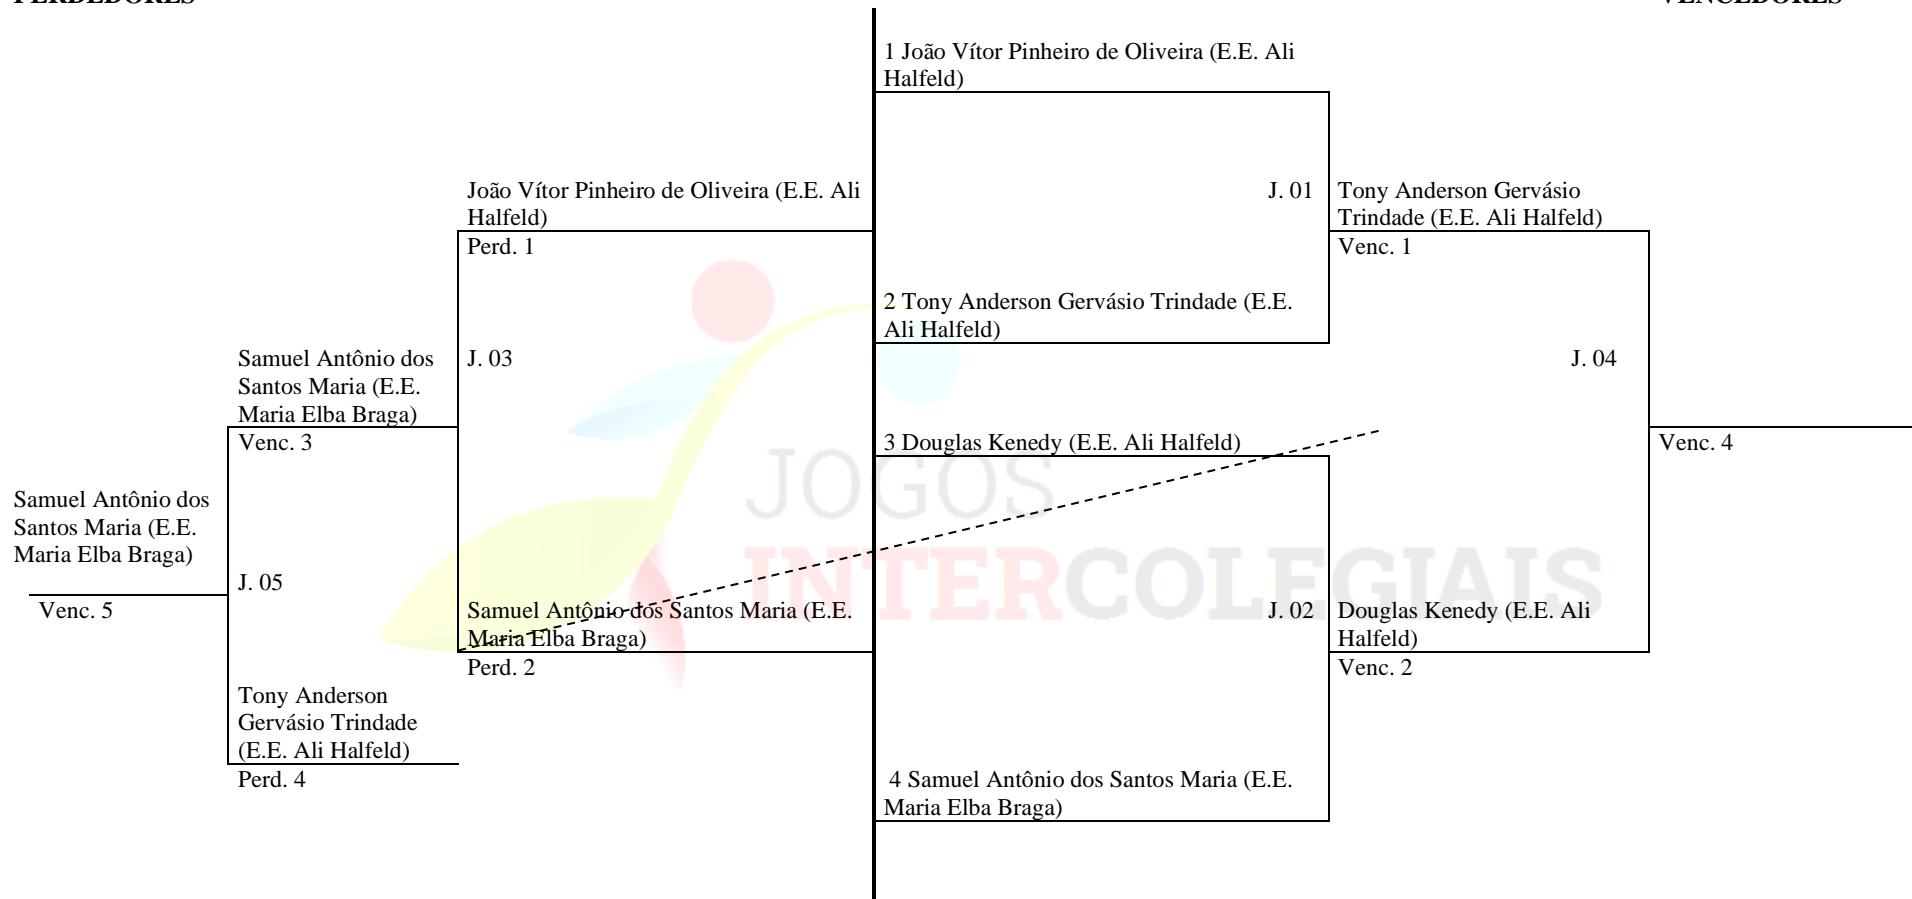 PERDEDORES
VENCEDORES
1 João Vítor Pinheiro de Oliveira (E.E. Ali
Halfeld)
João Vítor Pinheiro de Oliveira (E.E. Ali
Halfeld)
Perd. 1
J. 01
Tony Anderson Gervásio
Trindade (E.E. Ali Halfeld)
Venc. 1
2 Tony Anderson Gervásio Trindade (E.E.
Ali Halfeld)
Samuel Antônio dos
Santos Maria (E.E.
Maria Elba Braga)
Venc. 3
J. 03
J. 04
3 Douglas Kenedy (E.E. Ali Halfeld)
Venc. 4
JOGOS
INTERCOLEGIAIS
Samuel Antônio dos
Santos Maria (E.E.
Maria Elba Braga)
Venc. 5
J. 05
Samuel Antônio dos Santos Maria (E.E.
Maria Elba Braga)
Perd. 2
J. 02
Douglas Kenedy (E.E. Ali
Halfeld)
Venc. 2
Tony Anderson
Gervásio Trindade
(E.E. Ali Halfeld)
Perd. 4
4 Samuel Antônio dos Santos Maria (E.E.
Maria Elba Braga)